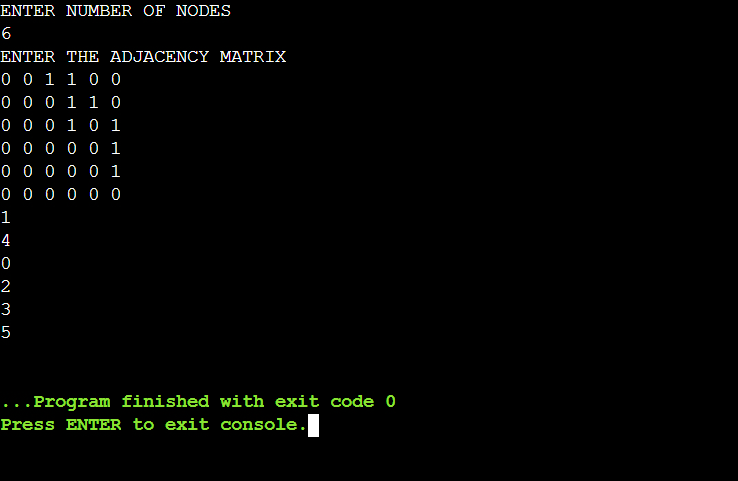 ENTER NUMBER OF NODES
6
ENTER THE ADJACENCY MATRIX
0 0 1 1 0 0
0 0 0 1 1 0
0 0 0 1 0 1
0 0 0 0 0 1
0 0 0 0 0 1
0 0 0 0 0 0
1
4
0
2
3
5
...Program finished with exit code 0
Press ENTER to exit console.